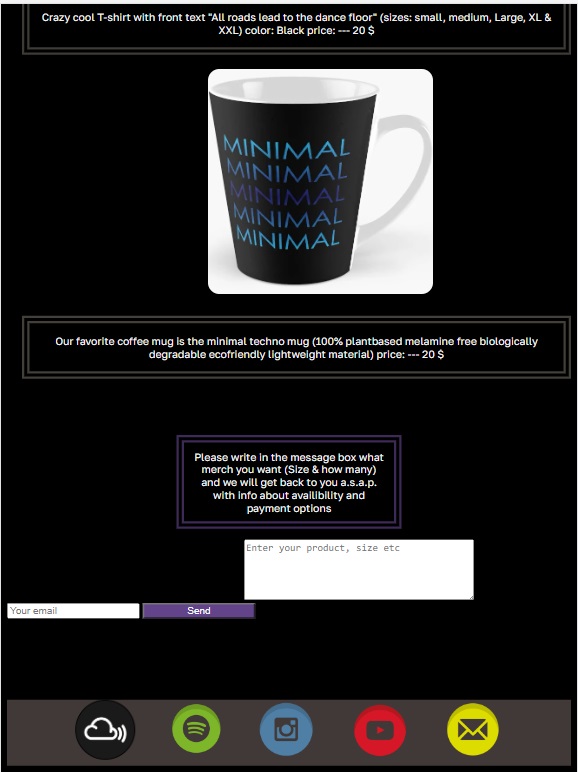 Crazy cool T-shirt with front text "All roads lead to the dance floor" (sizes: small, medium, Large, XL &
XXL) color: Black price: --- 20 $
MINIMAL
MINIMAL
MINIMAL
MINIMAL
MINIMAL
Our favorite coffee mug is the minimal techno mug (100% plantbased melamine free biologically
degradable ecofriendly lightweight material) price: --- 20 $
Please write in the message box what
merch you want (Size & how many)
and we will get back to you a.s.a.p.
with info about availibility and
payment options
Enter your product, size etc
Your email
Send